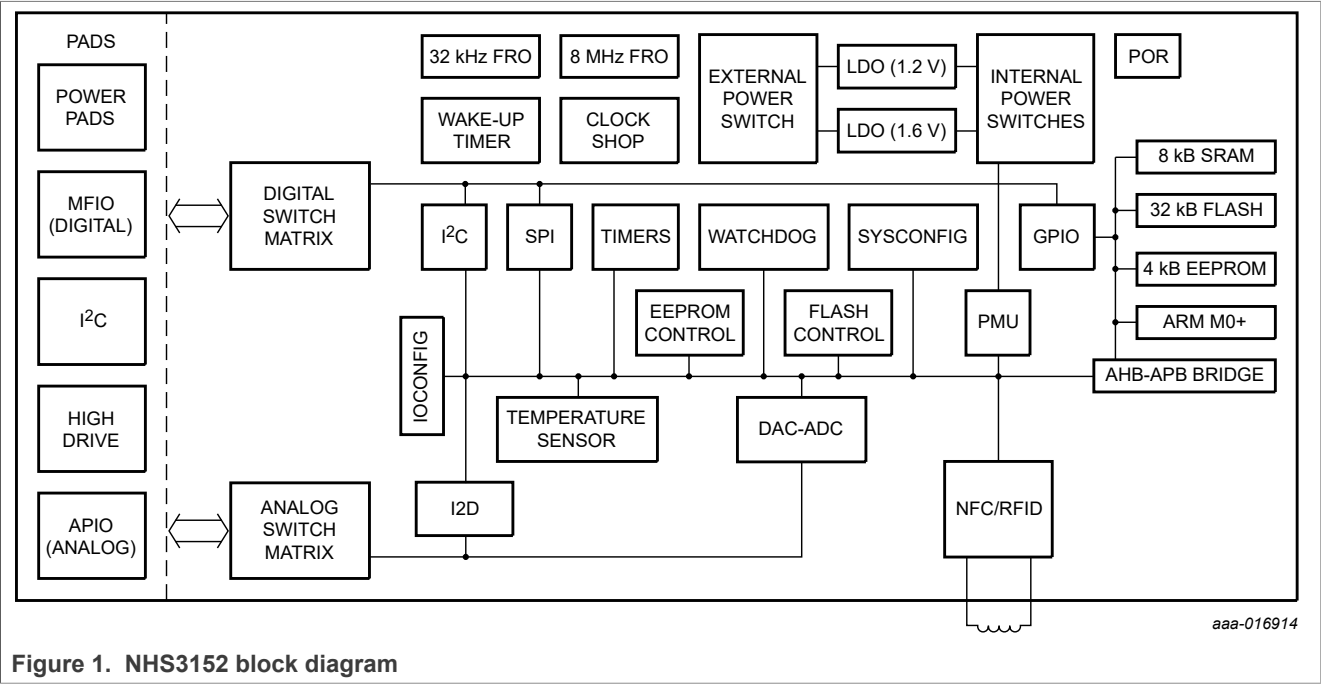 PADS
POWER
PADS
MFIO
(DIGITAL)
I2C
HIGH
DRIVE
APIO
(ANALOG)
DIGITAL
SWITCH
MATRIX
ANALOG
SWITCH
MATRIX
32 kHz FRO
8 MHz FRO
WAKE-UP
TIMER
CLOCK
SHOP
EXTERNAL
POWER
SWITCH
LDO (1.2 V)
LDO (1.6 V)
INTERNAL
POWER
SWITCHES
POR
I2C
SPI
TIMERS
WATCHDOG
SYSCONFIG
GPIO
8 kB SRAM
32 kB FLASH
4 kB EEPROM
ARM M0+
AHB-APB BRIDGE
EEPROM
CONTROL
FLASH
CONTROL
PMU
IOCONFIG
TEMPERATURE
SENSOR
DAC-ADC
I2D
NFC/RFID
aaa-016914
Figure 1. NHS3152 block diagram